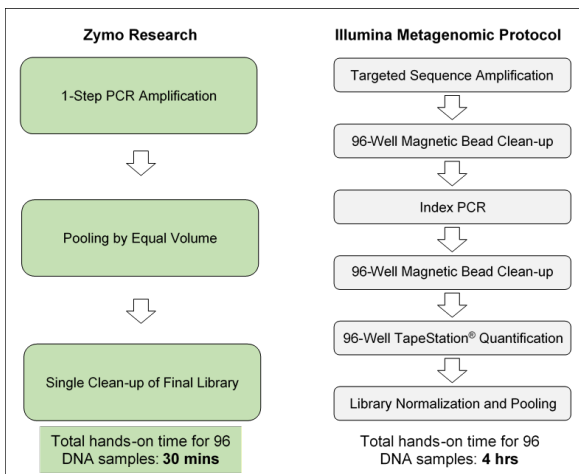 Zymo Research
1-Step PCR Amplification
Pooling by Equal Volume
Single Clean-up of Final Library
Total hands-on time for 96
DNA samples: 30 mins
Illumina Metagenomic Protocol
Targeted Sequence Amplification
96-Well Magnetic Bead Clean-up
Index PCR
96-Well Magnetic Bead Clean-up
96-Well TapeStation® Quantification
Library Normalization and Pooling
Total hands-on time for 96
DNA samples: 4 hrs